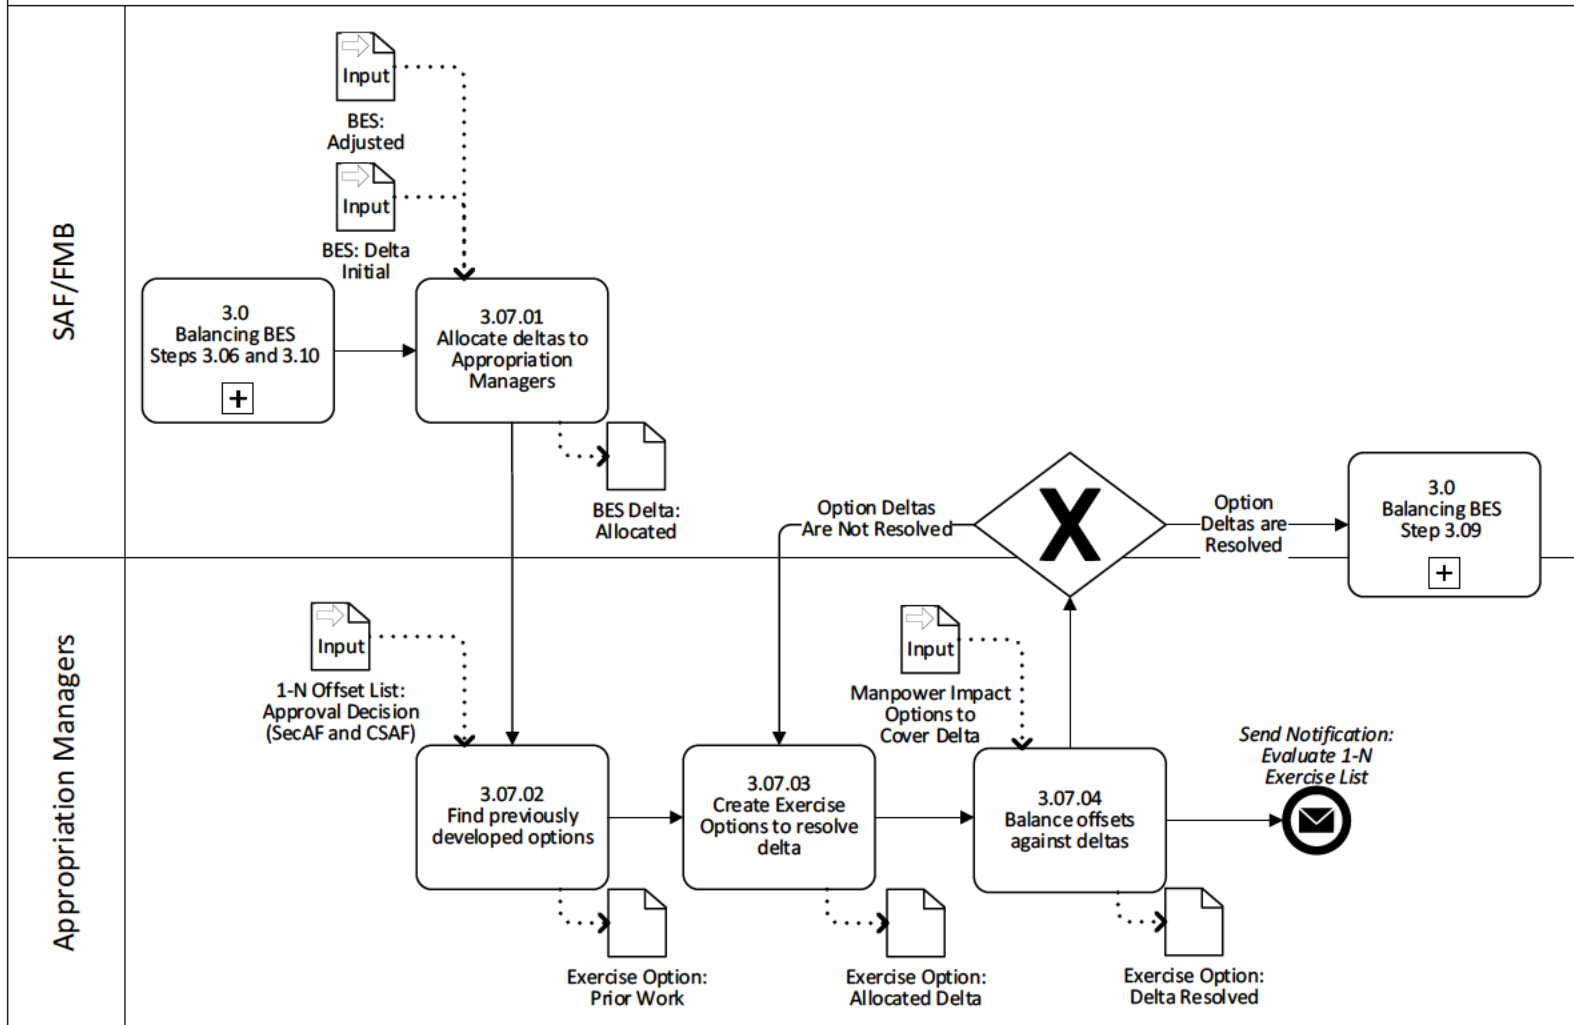 SAF/FMB
Input
BES:
Adjusted
Input
BES: Delta
Initial
3.0
Balancing BES
Steps 3.06 and 3.10
3.07.01
Allocate deltas to
Appropriation
Managers
BES Delta:
Allocated
Option Deltas
Are Not Resolved
X
Option
Deltas are
Resolved
3.0
Balancing BES
Step 3.09
Appropriation Managers
Input
1-N Offset List:
Approval Decision
(SecAF and CSAF)
3.07.02
Find previously
developed options
Exercise Option:
Prior Work
3.07.03
Create Exercise
Options to resolve
delta
Exercise Option:
Allocated Delta
Input
Manpower Impact
Options to
Cover Delta
3.07.04
Balance offsets
against deltas
Exercise Option:
Delta Resolved
Send Notification:
Evaluate 1-N
Exercise List